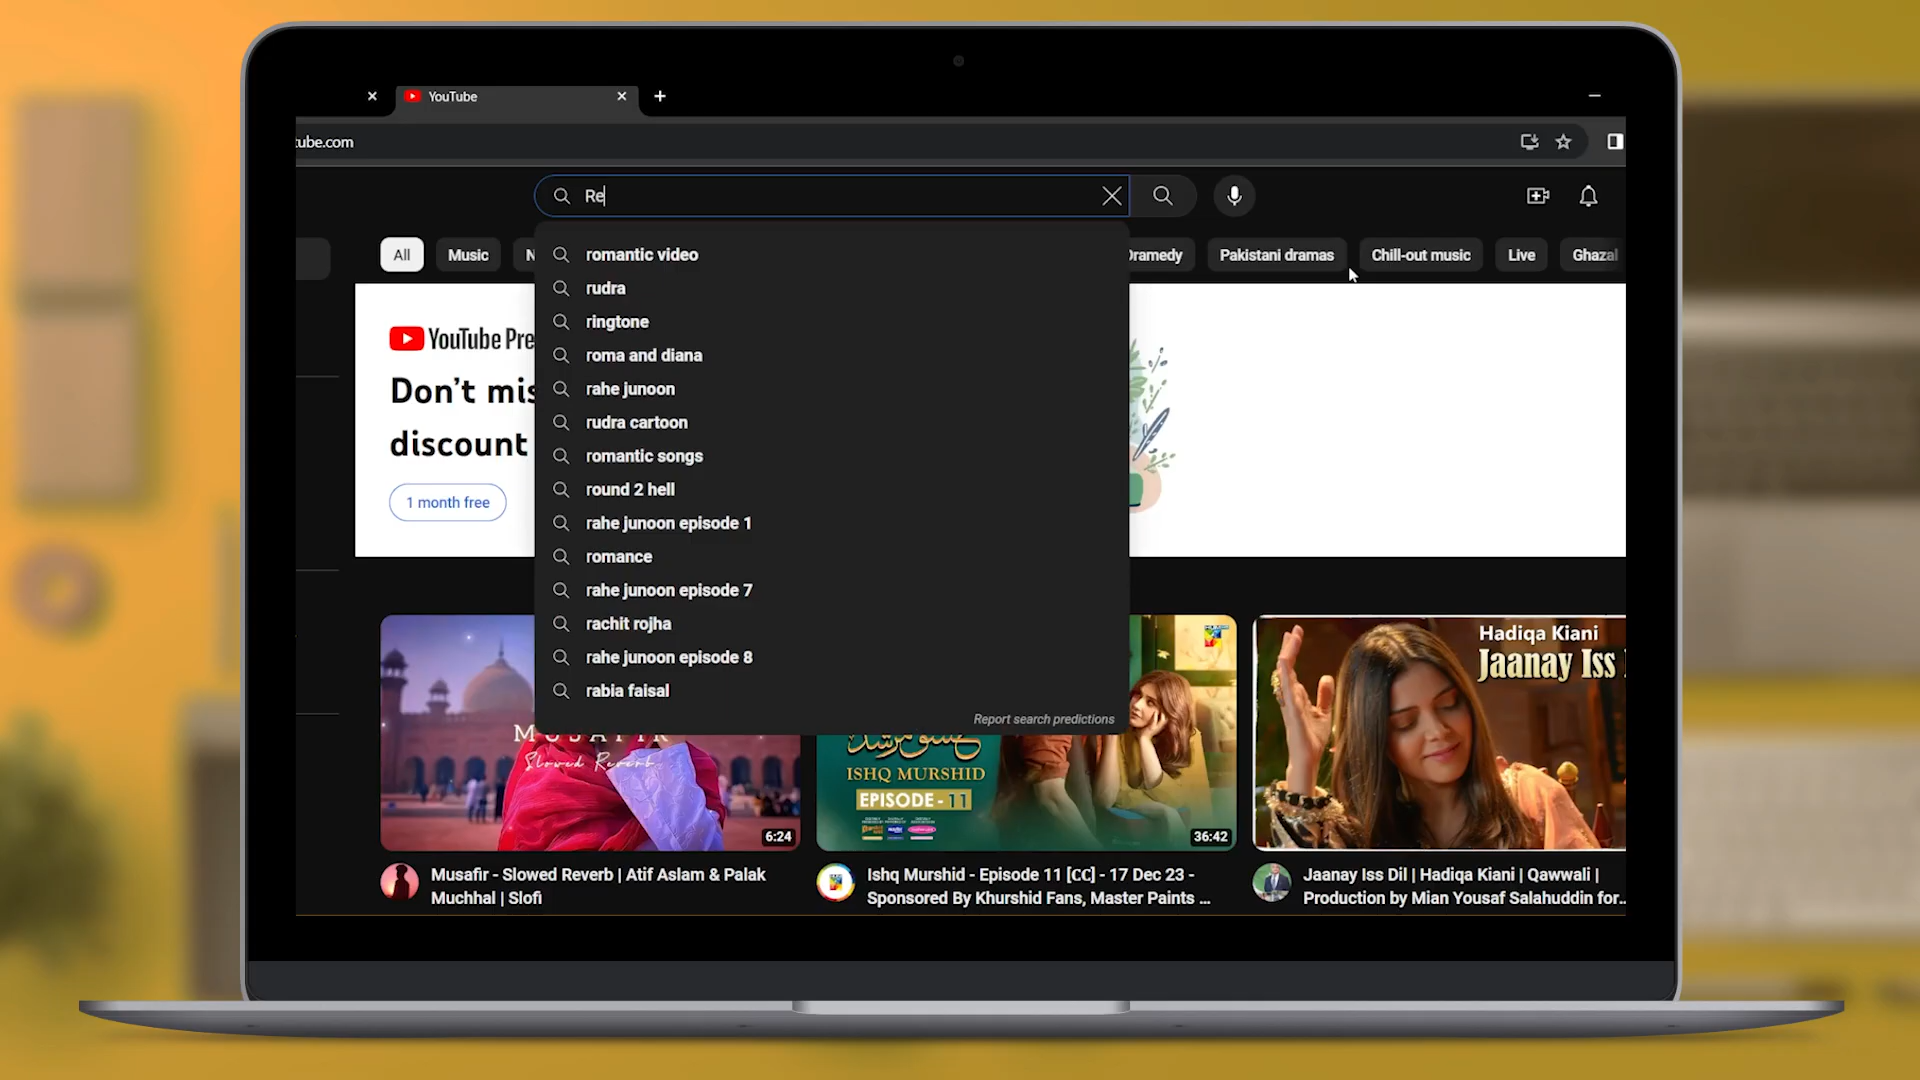 YouTube
tube.com
Re
All
Music
N
Dramedy
Pakistani dramas
Chill-out music
Live
Ghazal
romantic video
rudra
ringtone
roma and diana
rahe junoon
rudra cartoon
romantic songs
round 2 hell
rahe junoon episode 1
romance
rahe junoon episode 7
rachit rojha
rahe junoon episode 8
rabia faisal
Report search predictions
YouTube Pre
Don't mis
discount
1 month free
Slowed Reverb
6:24
ISHQ MURSHID
EPISODE - 11
36:42
Hadiqa Kiani
Jaanay Iss
Musafir - Slowed Reverb | Atif Aslam & Palak
Muchhal | Slofi
Ishq Murshid - Episode 11 [CC] - 17 Dec 23 -
Sponsored By Khurshid Fans, Master Paints ...
Jaanay Iss Dil | Hadiqa Kiani | Qawwali |
Production by Mian Yousaf Salahuddin for...